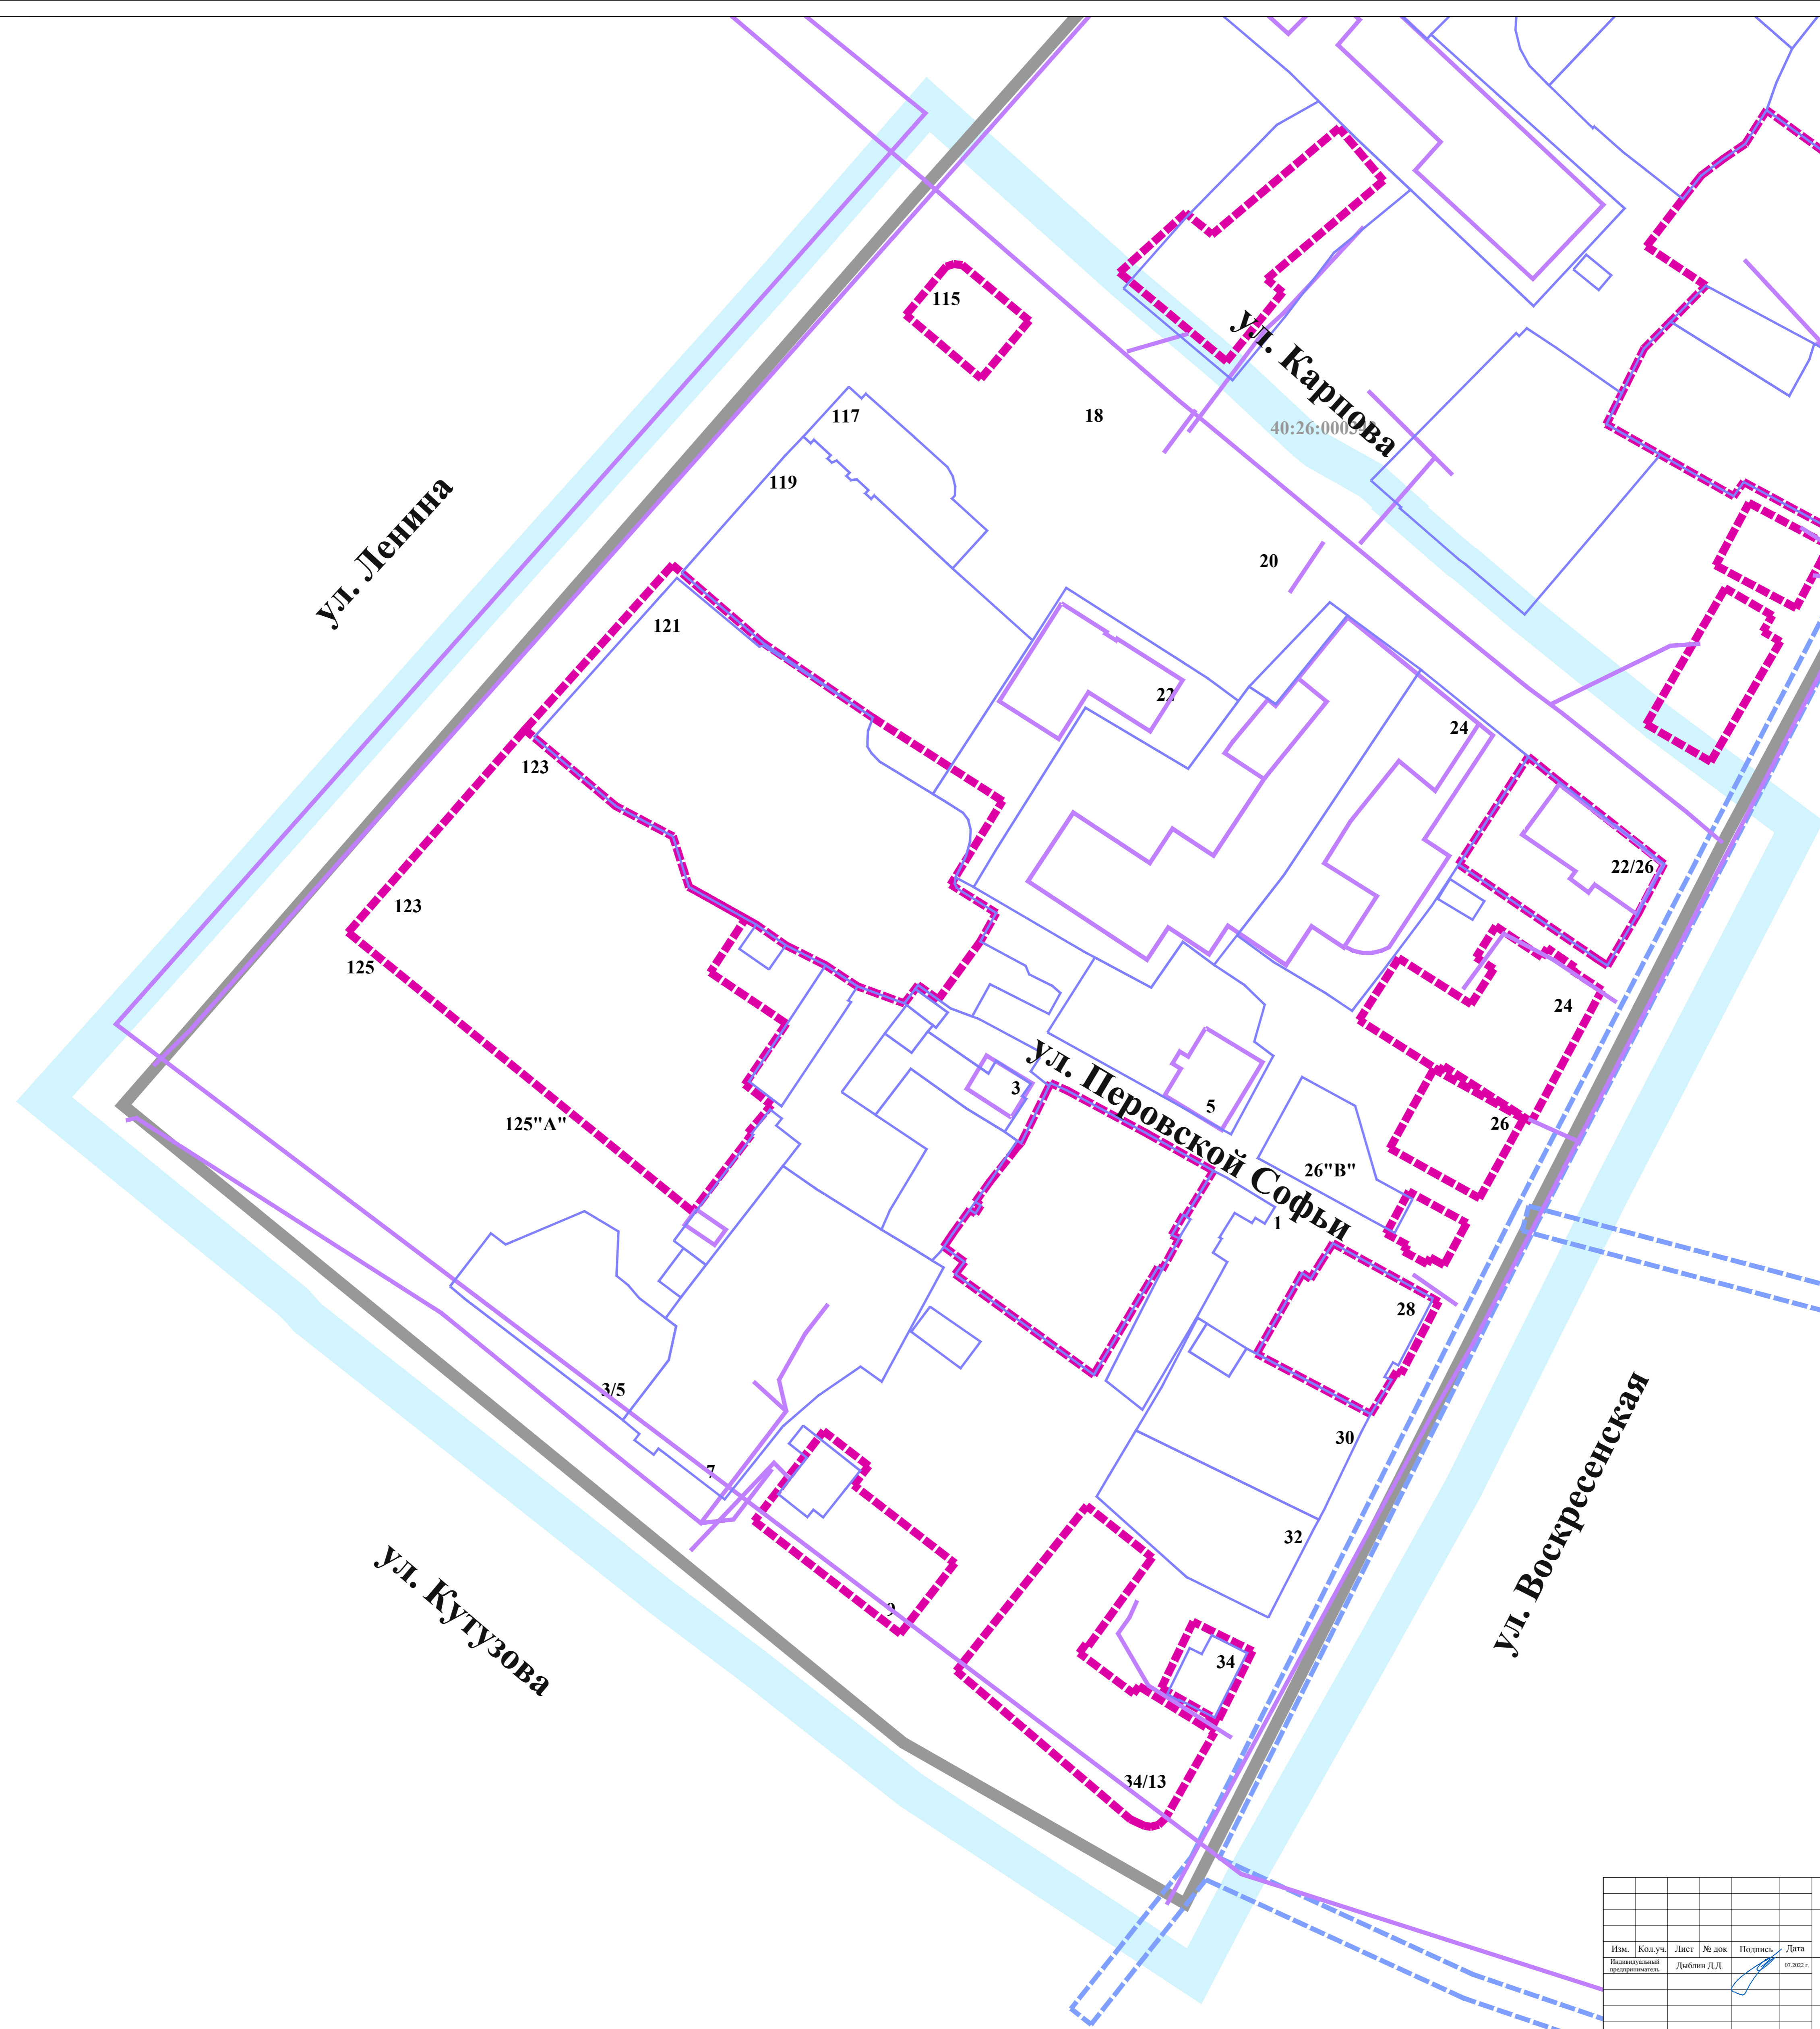 115
117
18
ул. Карпова
40:26:000
119
ул. Ленина
20
121
22
24
123
22/26
123
125
24
ул. Перовской Софьи
3
5
26
125"А"
26"В"
1
28
3/5
30
7
ул. Воскресенская
32
ул. Кутузова
9
34
34/13
Изм. Кол.уч. Лист № док Подпись Дата
Индивидуальный предприниматель Дыблин Д.Д. 07.2022 г.